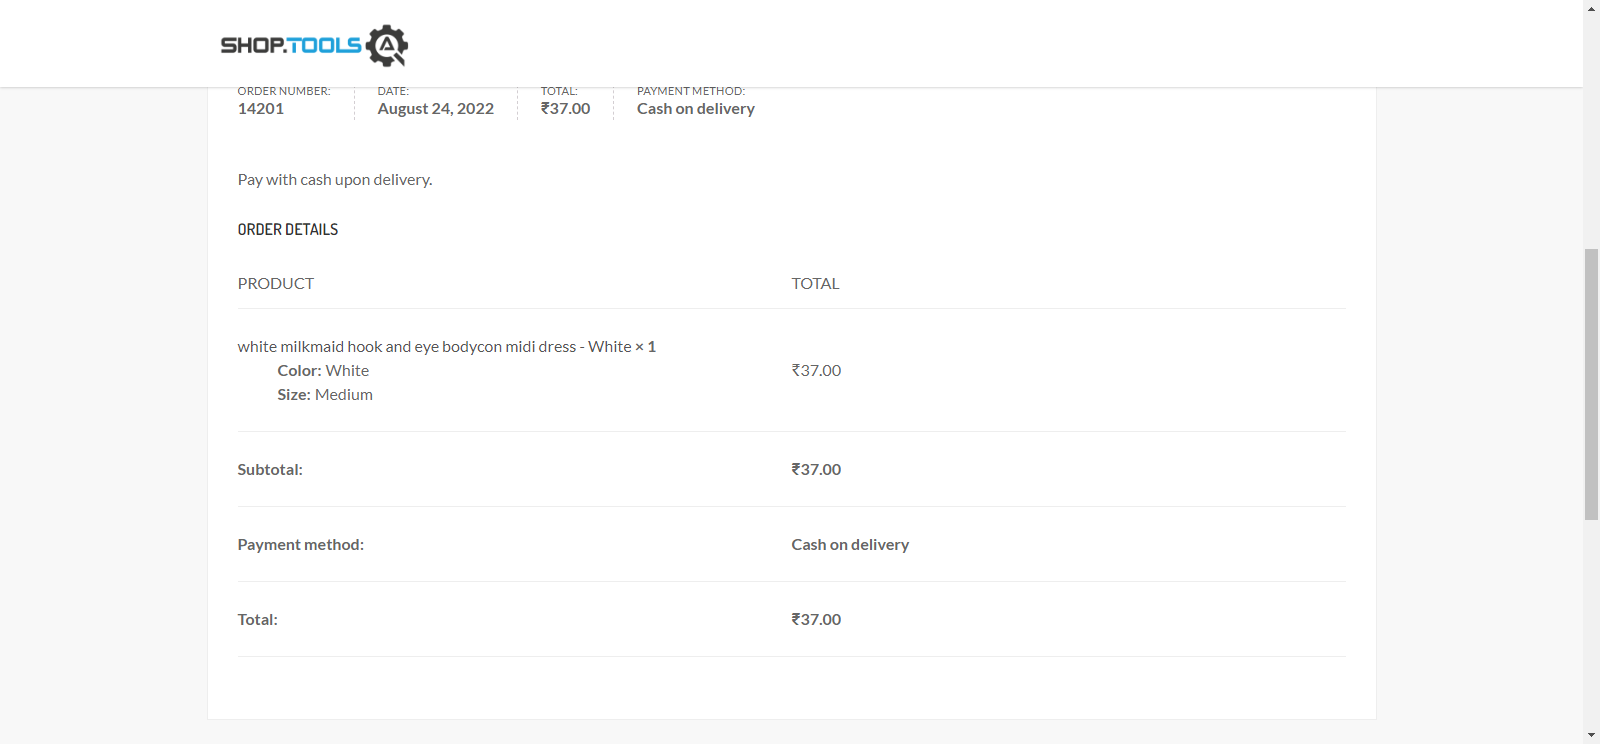 SHOP.TOOLS
ORDER NUMBER: DATE: TOTAL: PAYMENT METHOD:
14201 August 24, 2022 ₹37.00 Cash on delivery
Pay with cash upon delivery.
ORDER DETAILS
PRODUCT TOTAL
white milkmaid hook and eye bodycon midi dress - White × 1
Color: White ₹37.00
Size: Medium
Subtotal: ₹37.00
Payment method: Cash on delivery
Total: ₹37.00